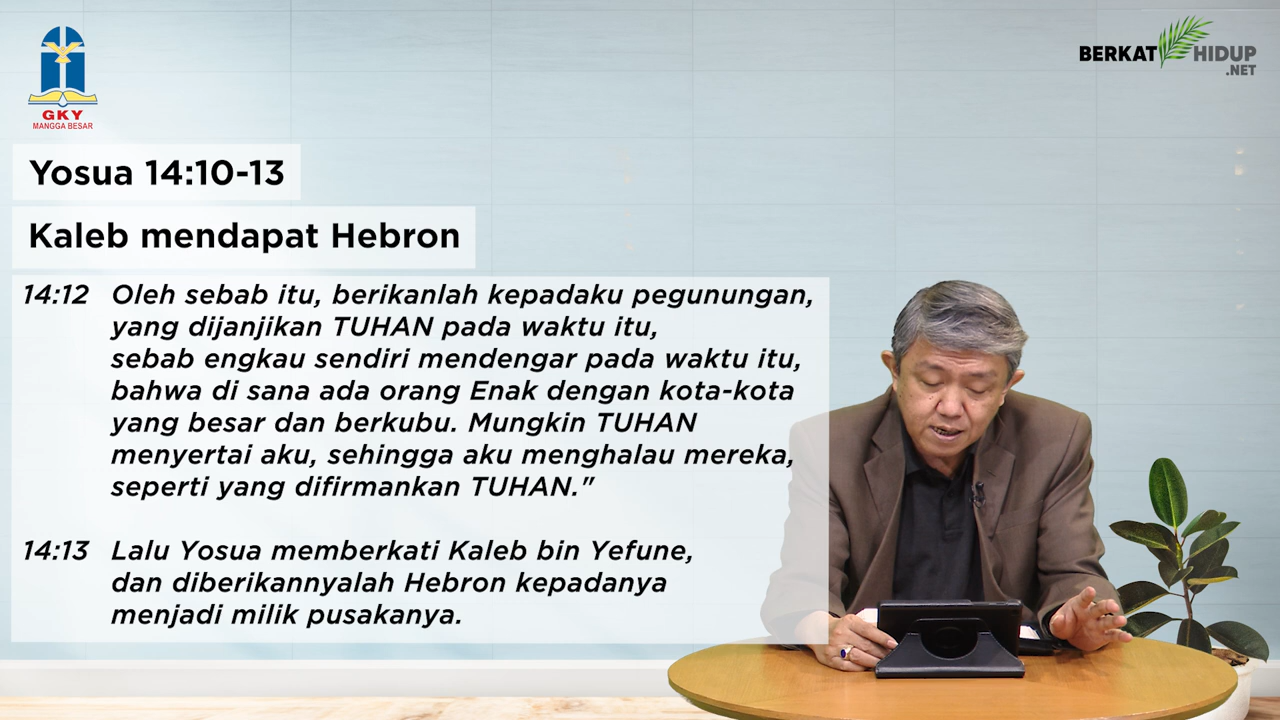 GKY
MANGGA BESAR
BERKAT HIDUP
.NET
Yosua 14:10-13
Kaleb mendapat Hebron
14:12 Oleh sebab itu, berikanlah kepadaku pegunungan,
yang dijanjikan TUHAN pada waktu itu,
sebab engkau sendiri mendengar pada waktu itu,
bahwa di sana ada orang Enak dengan kota-kota
yang besar dan berkubu. Mungkin TUHAN
menyertai aku, sehingga aku menghalau mereka,
seperti yang difirmankan TUHAN."
14:13 Lalu Yosua memberkati Kaleb bin Yefune,
dan diberikannyalah Hebron kepadanya
menjadi milik pusakanya.